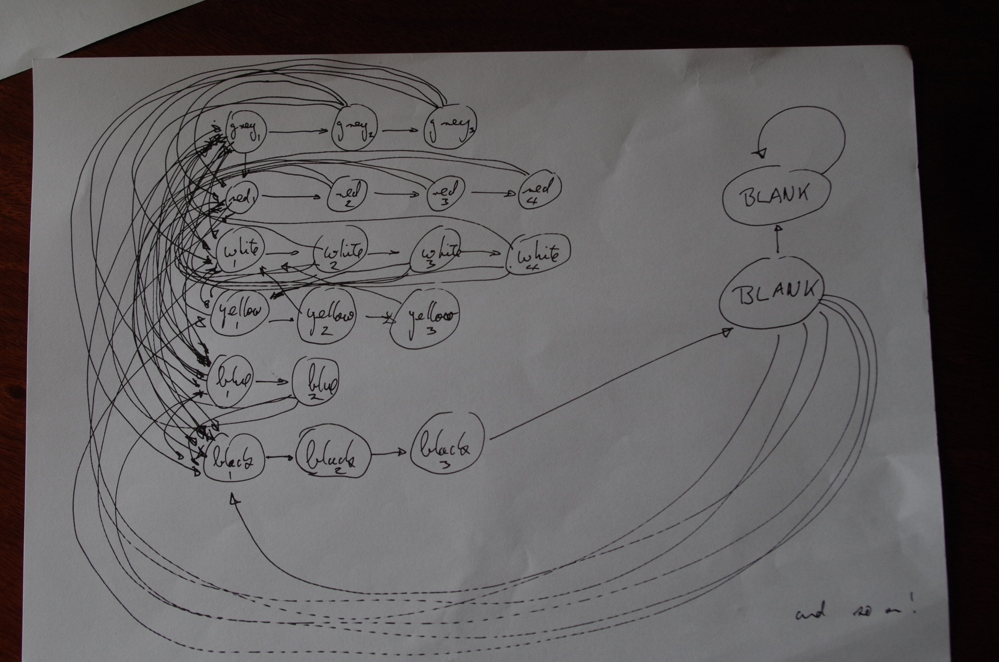 grey 1 grey 2 grey 3
red 1 red 2 red 3 red 4
BLANK
white 1 white 2 white 3 white 4
BLANK
yellow 1 yellow 2 yellow 3
blue 1 blue 2
black 1 black 2 black 3
and so on!